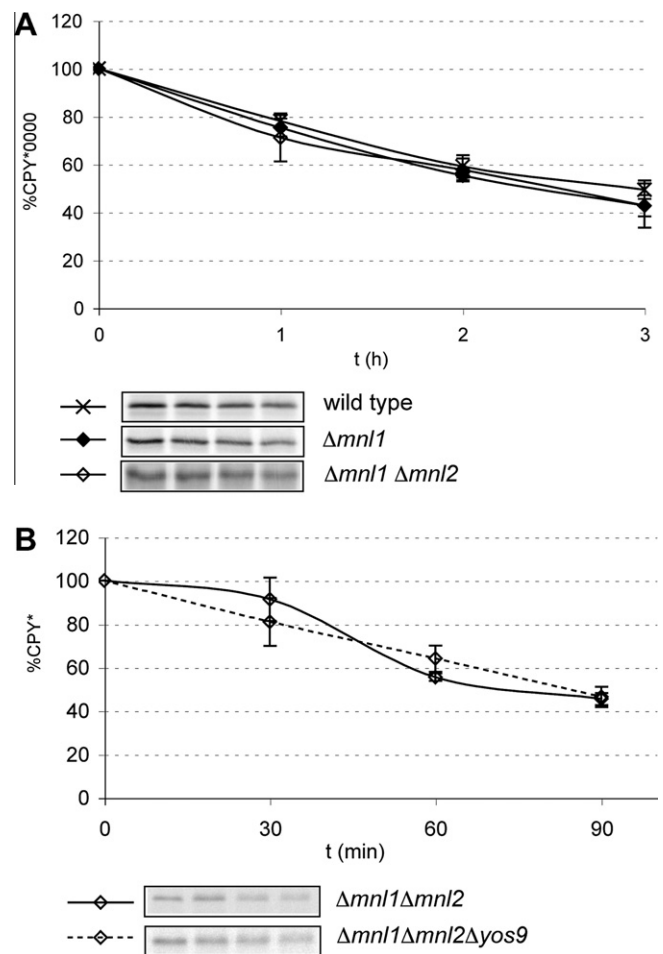 A
120
100
80
60
40
20
0
%CPY*0000
0 1 2 3
t (h)
wild type
Δmnl1
Δmnl1 Δmnl2
B
120
100
80
60
40
20
0
%CPY*
0 30 60 90
t (min)
Δmnl1Δmnl2
Δmnl1Δmnl2Δyos9